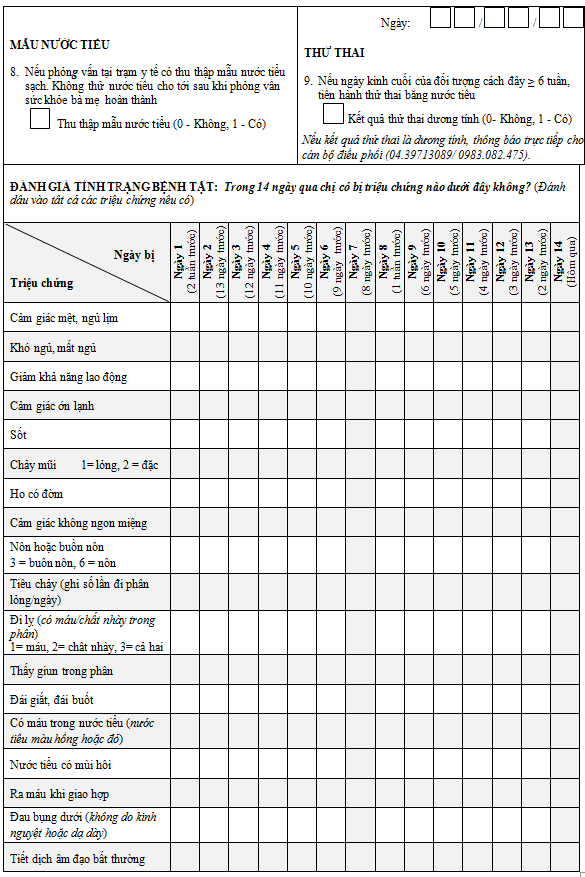 Ngày: / /
MẪU NƯỚC TIỂU
8. Nếu phỏng vấn tại trạm y tế có thu thập mẫu nước tiểu
sạch. Không thử nước tiểu cho tới sau khi phỏng vấn
sức khỏe bà mẹ hoàn thành
Thu thập mẫu nước tiểu (0 - Không, 1 - Có)
THỬ THAI
9. Nếu ngày kinh cuối của đối tượng cách đây ≥ 6 tuần,
tiến hành thử thai bằng nước tiểu
Kết quả thử thai dương tính (0- Không, 1 - Có)
Nếu kết quả thử thai là dương tính, thông báo trực tiếp cho
cán bộ điều phối (04.39713089/ 0983.082.475).
ĐÁNH GIÁ TÌNH TRẠNG BỆNH TẬT: Trong 14 ngày qua chị có bị triệu chứng nào dưới đây không? (Đánh
dấu vào tất cả các triệu chứng nếu có)
Ngày bị
Triệu chứng
Ngày 1
(2 tuần trước)
Ngày 2
(13 ngày trước)
Ngày 3
(12 ngày trước)
Ngày 4
(11 ngày trước)
Ngày 5
(10 ngày trước)
Ngày 6
(9 ngày trước)
Ngày 7
(8 ngày trước)
Ngày 8
(1 tuần trước)
Ngày 9
(6 ngày trước)
Ngày 10
(5 ngày trước)
Ngày 11
(4 ngày trước)
Ngày 12
(3 ngày trước)
Ngày 13
(2 ngày trước)
Ngày 14
(Hôm qua)
Cảm giác mệt, ngủ lịm
Khó ngủ, mất ngủ
Giảm khả năng lao động
Cảm giác ớn lạnh
Sốt
Chảy mũi 1= lỏng, 2 = đặc
Ho có đờm
Cảm giác không ngon miệng
Nôn hoặc buồn nôn
3 = buồn nôn, 6 = nôn
Tiêu chảy (ghi số lần đi phân
lỏng/ngày)
Đi lỵ (có máu/chất nhày trong
phân)
1= máu, 2= chất nhày, 3= cả hai
Thấy giun trong phân
Đái giắt, đái buốt
Có máu trong nước tiểu (nước
tiểu màu hồng hoặc đỏ)
Nước tiểu có mùi hôi
Ra máu khi giao hợp
Đau bụng dưới (không do kinh
nguyệt hoặc dạ dày)
Tiết dịch âm đạo bất thường